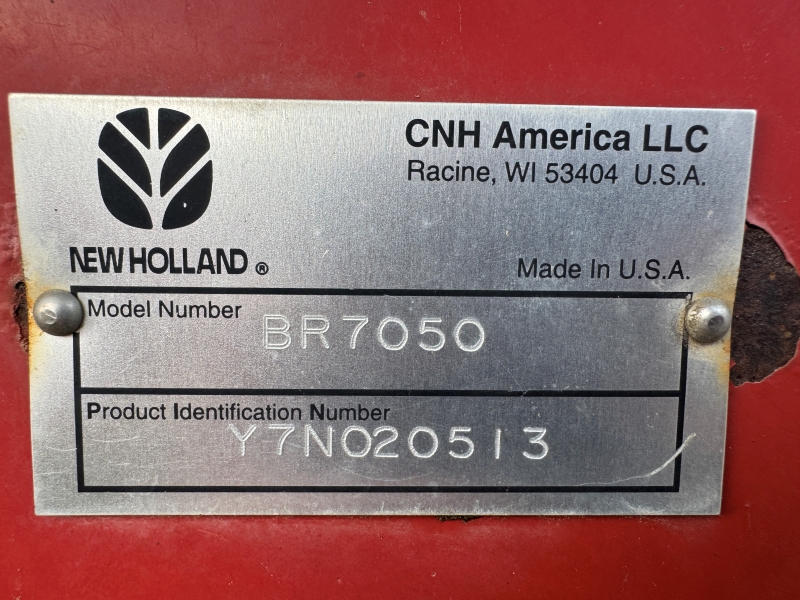 CNH America LLC
Racine, WI 53404 U.S.A.
NEW HOLLAND ®
Made In U.S.A.
Model Number
BR7050
Product Identification Number
Y7N020513